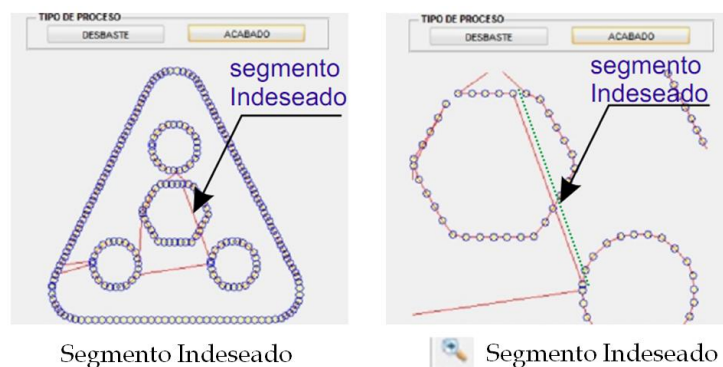 TIPO DE PROCESO
DESBASTE
ACABADO
segmento
Indeseado
Segmento Indeseado
TIPO DE PROCESO
DESBASTE
ACABADO
segmento
Indeseado
Segmento Indeseado